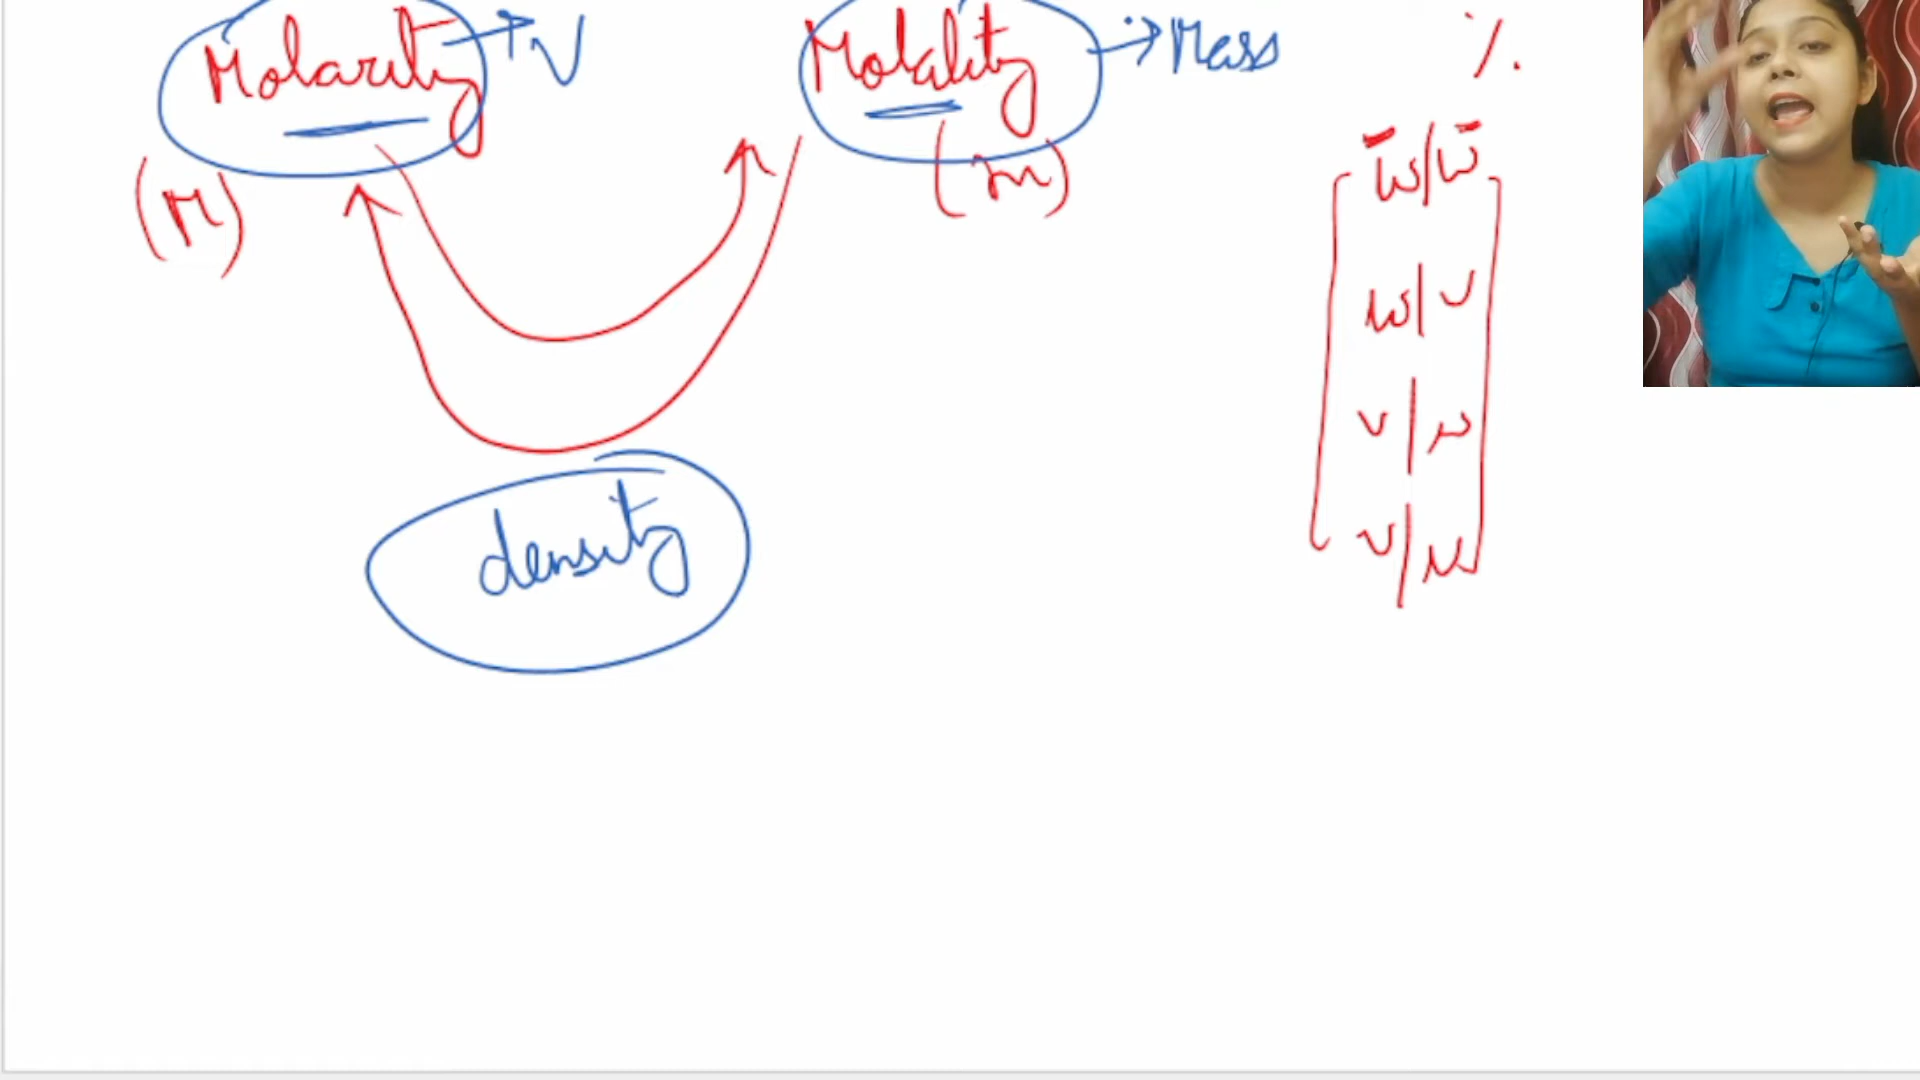 Molarity → V
Molality → Mass
(M)
(m)
density
%
w/w
w/v
v/w
v/w